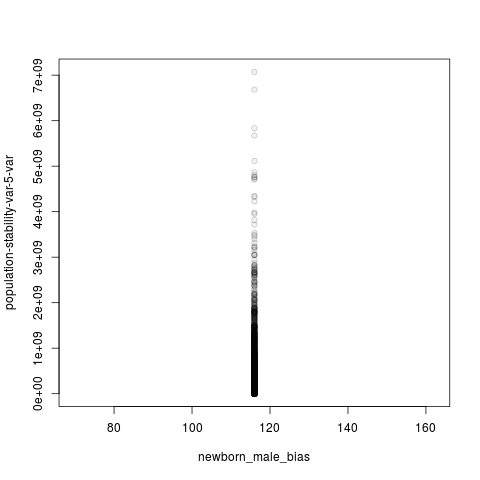 population-stability-var-5-var
7e+09
6e+09
5e+09
4e+09
3e+09
2e+09
1e+09
0e+00
80
100
120
140
160
newborn_male_bias